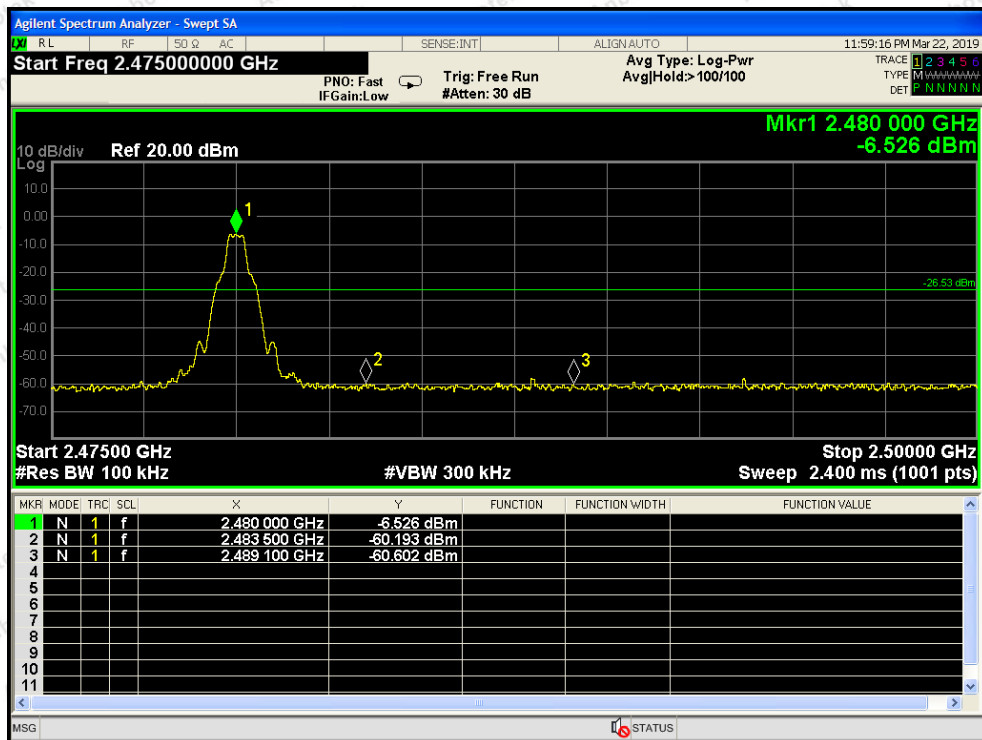 Agilent Spectrum Analyzer - Swept SA
LXI RL RF 50 Ω AC SENSE:INT ALIGNAUTO 11:59:16 PM Mar 22, 2019
Start Freq 2.475000000 GHz
PNO: Fast
IFGain:Low
Trig: Free Run
#Atten: 30 dB
Avg Type: Log-Pwr
Avg|Hold:>100/100
TRACE 1 2 3 4 5 6
TYPE M WWWWW
DET P N N N N N
Mkr1 2.480 000 GHz
-6.526 dBm
10 dB/div Ref 20.00 dBm
Log
10.0
0.00
-10.0
-20.0
-30.0
-40.0
-50.0
-60.0
-70.0
1
2
3
-26.53 dBm
Start 2.47500 GHz Stop 2.50000 GHz
#Res BW 100 kHz #VBW 300 kHz Sweep 2.400 ms (1001 pts)
MKR MODE TRC SCL X Y FUNCTION FUNCTION WIDTH FUNCTION VALUE
1 N 1 f 2.480 000 GHz -6.526 dBm
2 N 1 f 2.483 500 GHz -60.193 dBm
3 N 1 f 2.489 100 GHz -60.602 dBm
4
5
6
7
8
9
10
11
MSG STATUS